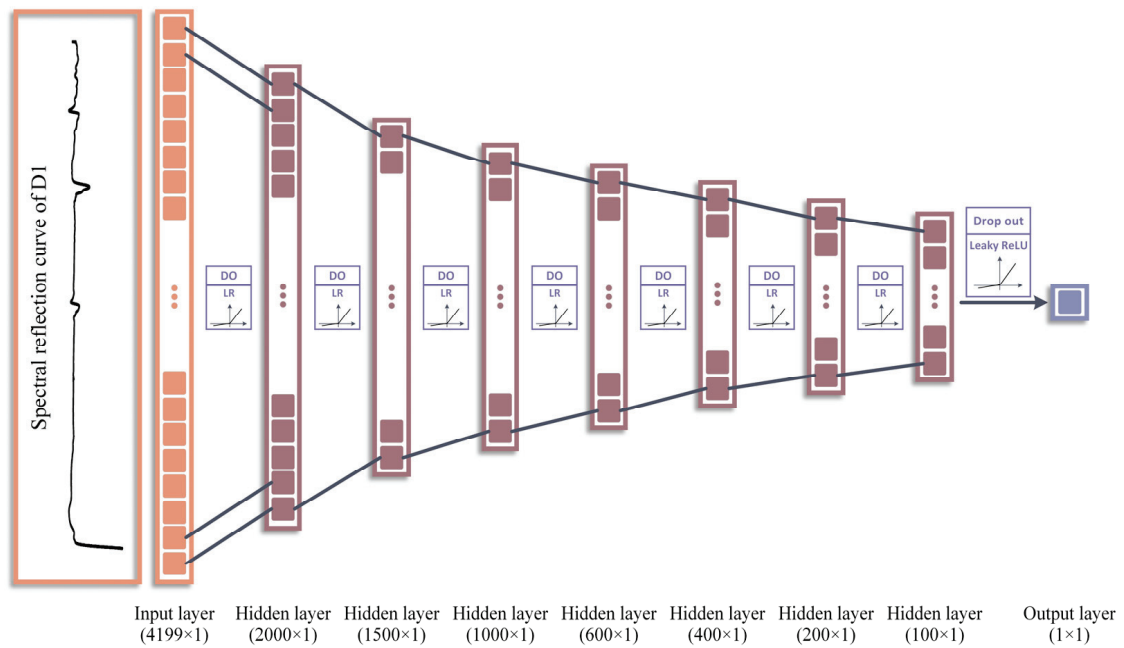 Spectral reflection curve of D1
DO
LR
DO
LR
DO
LR
DO
LR
DO
LR
DO
LR
DO
LR
Drop out
Leaky ReLU
Input layer
(4199×1)
Hidden layer
(2000×1)
Hidden layer
(1500×1)
Hidden layer
(1000×1)
Hidden layer
(600×1)
Hidden layer
(400×1)
Hidden layer
(200×1)
Hidden layer
(100×1)
Output layer
(1×1)